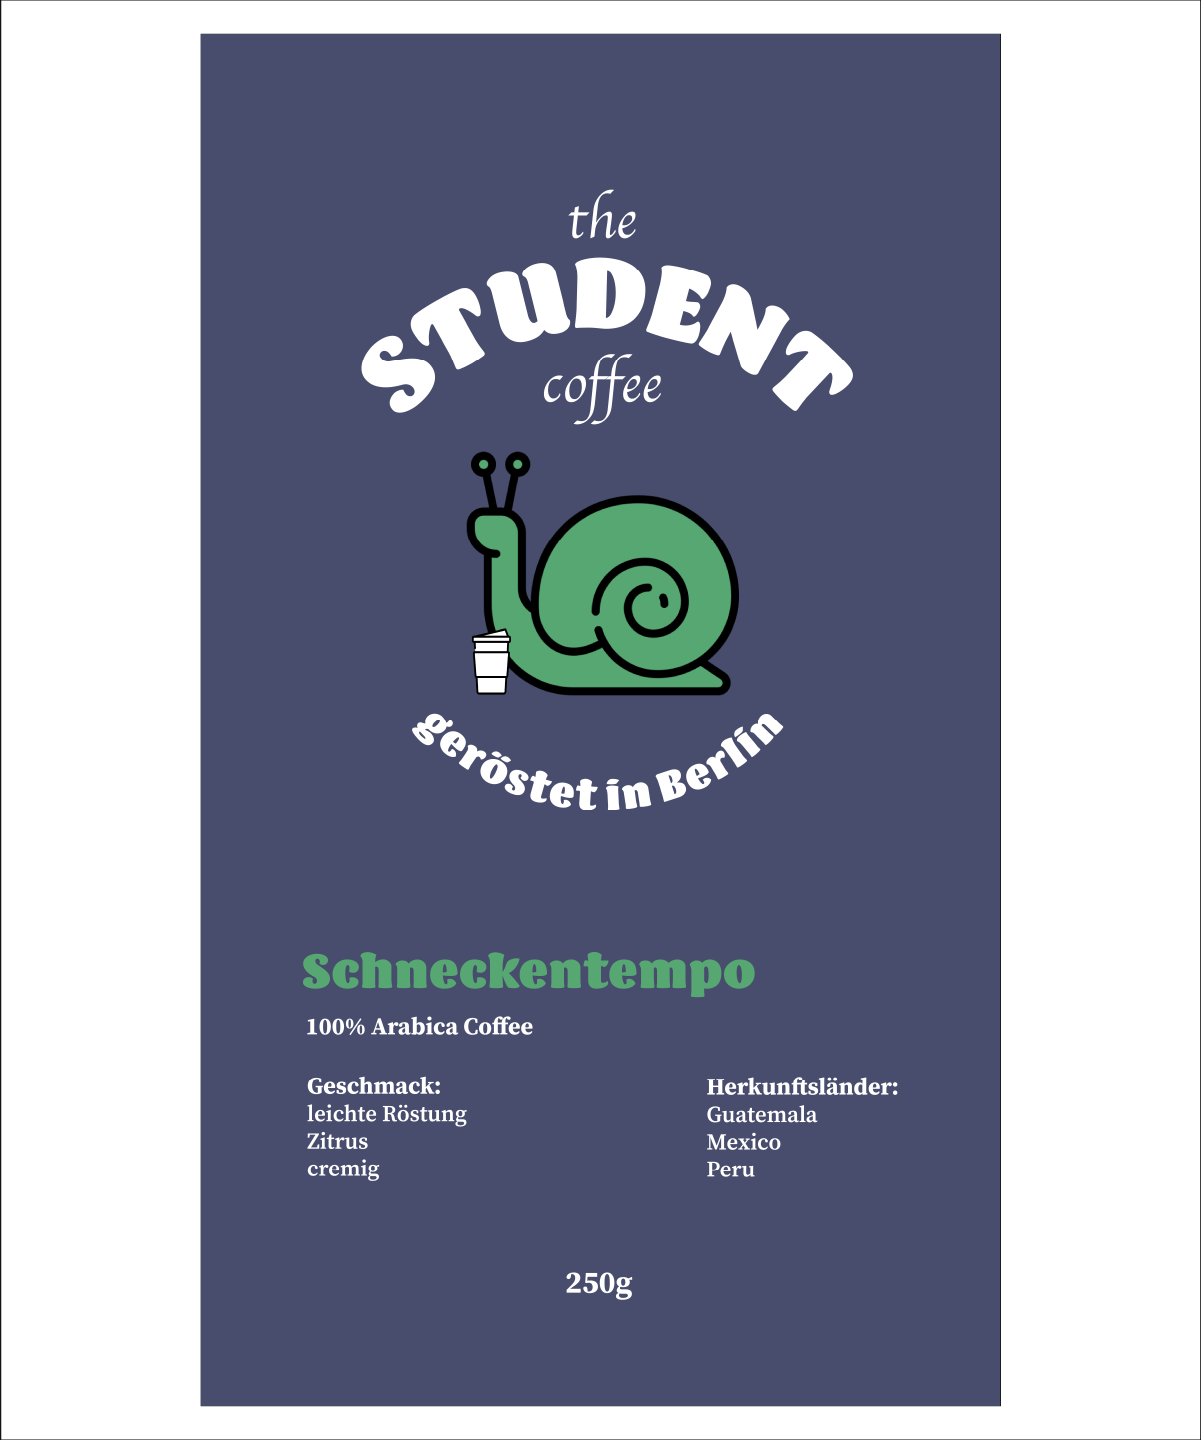 the
STUDENT
coffee
geröstet in Berlin
Schneckentempo
100% Arabica Coffee
Geschmack:
leichte Röstung
Zitrus
cremig
Herkunftsländer:
Guatemala
Mexico
Peru
250g